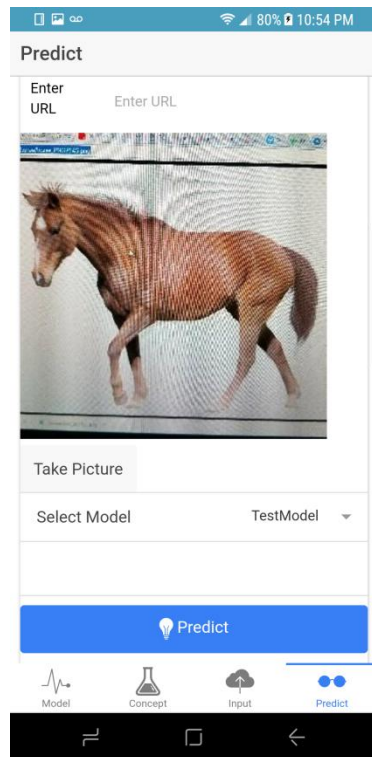 80% 10:54 PM
Predict
Enter URL
Enter URL
Take Picture
Select Model TestModel
Predict
Model Concept Input Predict